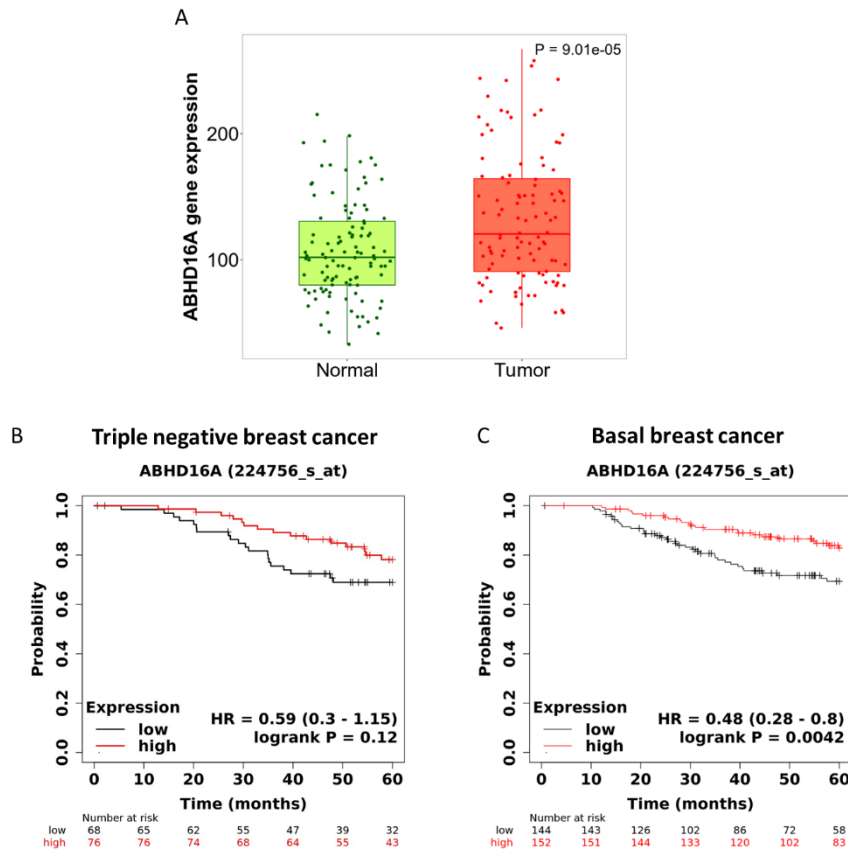 A
P = 9.01e-05
ABHD16A gene expression
200
100
Normal
Tumor
B
Triple negative breast cancer
ABHD16A (224756_s_at)
Probability
1.0
0.8
0.6
0.4
0.2
0.0
Expression
low
high
HR = 0.59 (0.3 - 1.15)
logrank P = 0.12
0 10 20 30 40 50 60
Time (months)
Number at risk
low 68 65 62 55 47 39 32
high 76 76 74 68 64 55 43
C
Basal breast cancer
ABHD16A (224756_s_at)
Probability
1.0
0.8
0.6
0.4
0.2
0.0
Expression
low
high
HR = 0.48 (0.28 - 0.8)
logrank P = 0.0042
0 10 20 30 40 50 60
Time (months)
Number at risk
low 144 143 126 102 86 72 58
high 152 151 144 133 120 102 83